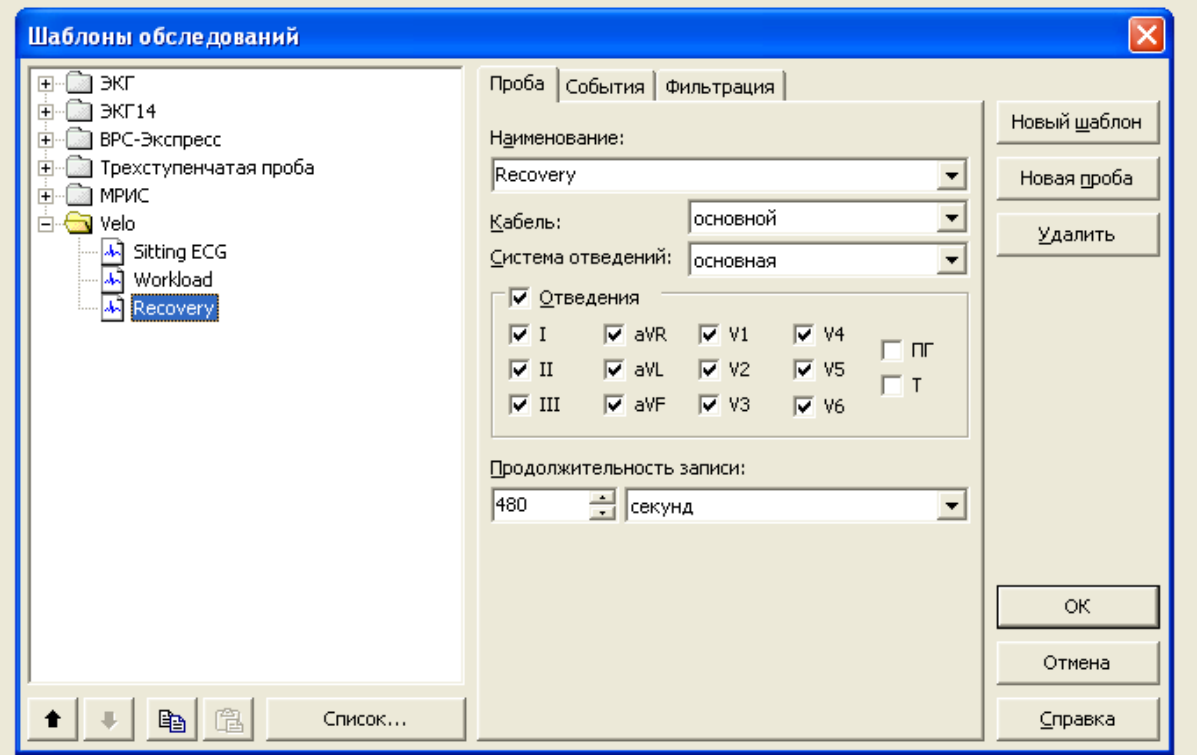 Шаблоны обследований
ЭКГ
ЭКГ14
ВРС-Экспресс
Трехступенчатая проба
МРИС
Velo
Sitting ECG
Workload
Recovery
Список...
Проба События Фильтрация
Наименование:
Recovery
Кабель: основной
Система отведений: основная
Отведения
I aVR V1 V4 ПГ
II aVL V2 V5 Т
III aVF V3 V6
Продолжительность записи:
480 секунд
Новый шаблон
Новая проба
Удалить
ОК
Отмена
Справка